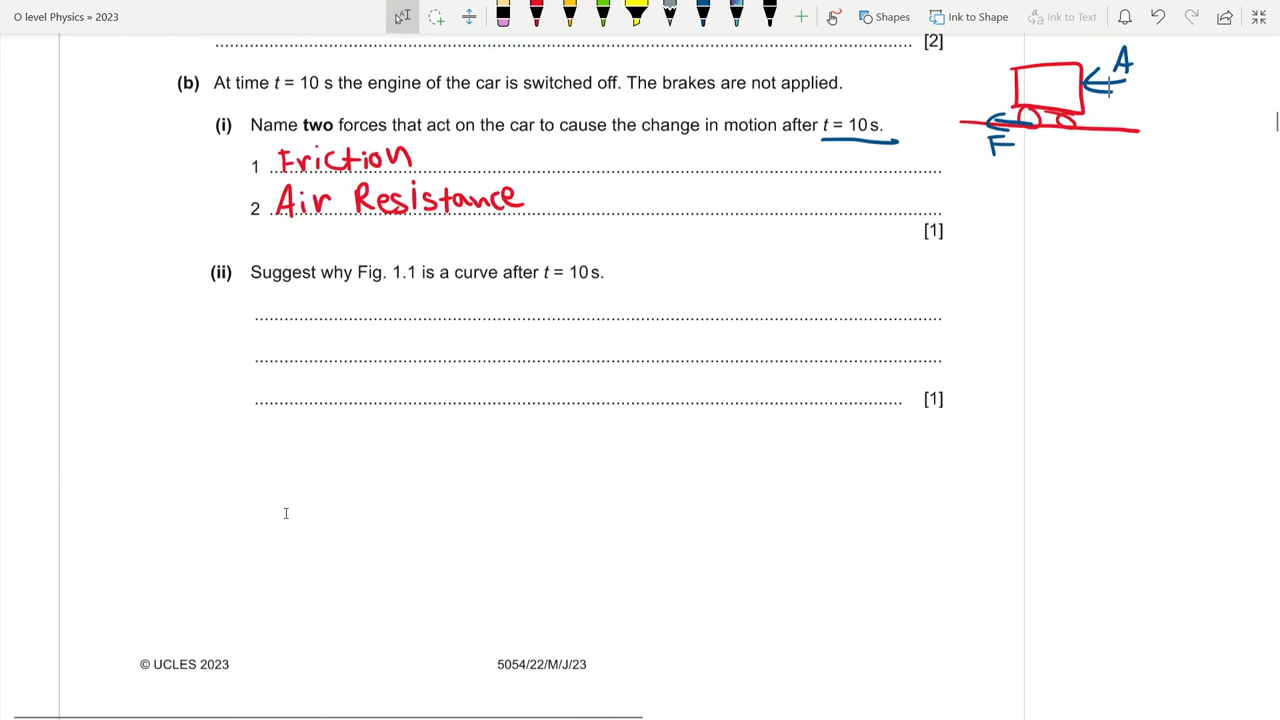 O level Physics » 2023
Shapes
Ink to Shape
Ink to Text
[2]
A
(b) At time t = 10 s the engine of the car is switched off. The brakes are not applied.
(i) Name two forces that act on the car to cause the change in motion after t = 10 s.
F
1 Friction
2 Air Resistance
[1]
(ii) Suggest why Fig. 1.1 is a curve after t = 10 s.
[1]
© UCLES 2023
5054/22/M/J/23